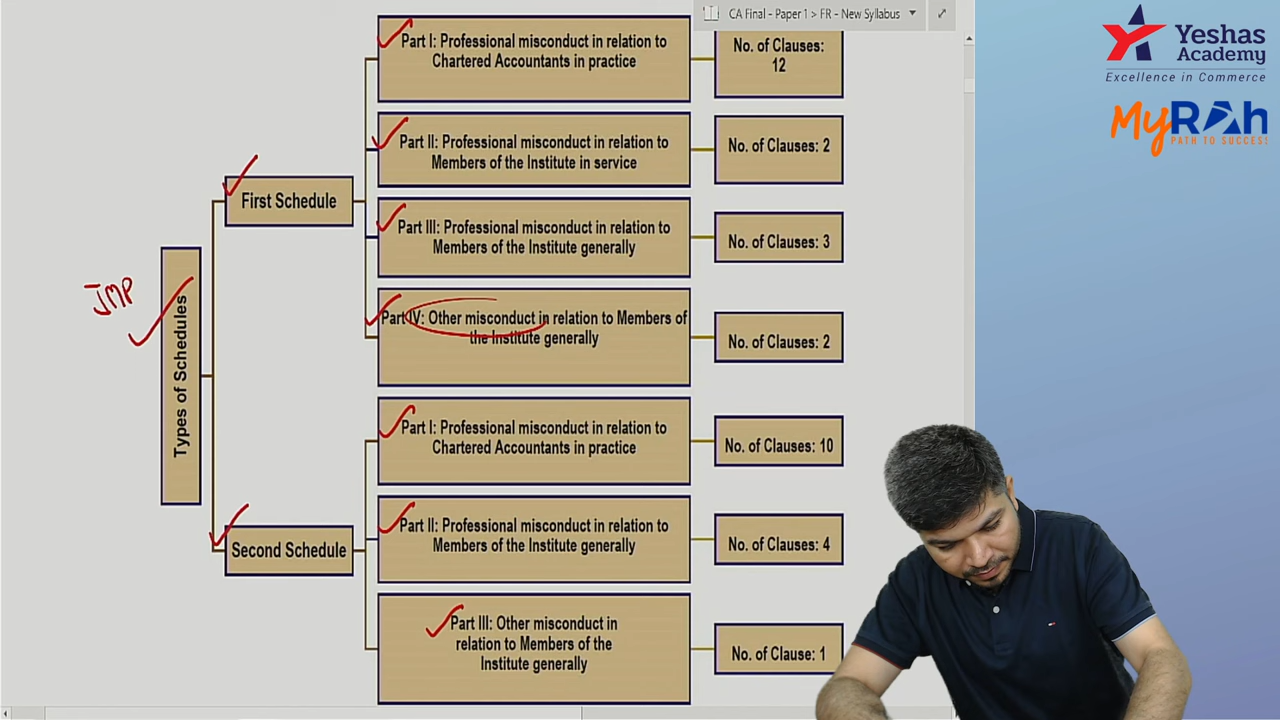 CA Final - Paper 1 > FR - New Syllabus
Yeshas
Academy
Excellence in Commerce
MyRAh
PATH TO SUCCESS
JMP
Types of Schedules
First Schedule
Part I: Professional misconduct in relation to
Chartered Accountants in practice
No. of Clauses:
12
Part II: Professional misconduct in relation to
Members of the Institute in service
No. of Clauses: 2
Part III: Professional misconduct in relation to
Members of the Institute generally
No. of Clauses: 3
Part IV: Other misconduct in relation to Members of
the Institute generally
No. of Clauses: 2
Second Schedule
Part I: Professional misconduct in relation to
Chartered Accountants in practice
No. of Clauses: 10
Part II: Professional misconduct in relation to
Members of the Institute generally
No. of Clauses: 4
Part III: Other misconduct in
relation to Members of the
Institute generally
No. of Clause: 1